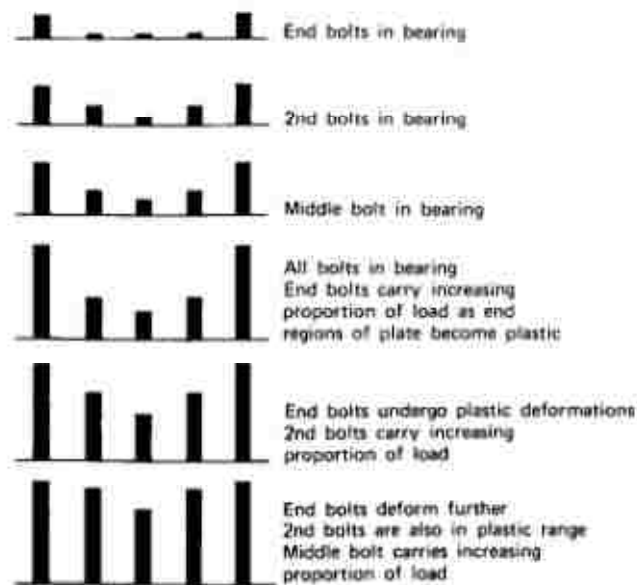 End bolts in bearing
2nd bolts in bearing
Middle bolt in bearing
All bolts in bearing
End bolts carry increasing
proportion of load as end
regions of plate become plastic
End bolts undergo plastic deformations
2nd bolts carry increasing
proportion of load
End bolts deform further
2nd bolts are also in plastic range
Middle bolt carries increasing
proportion of load